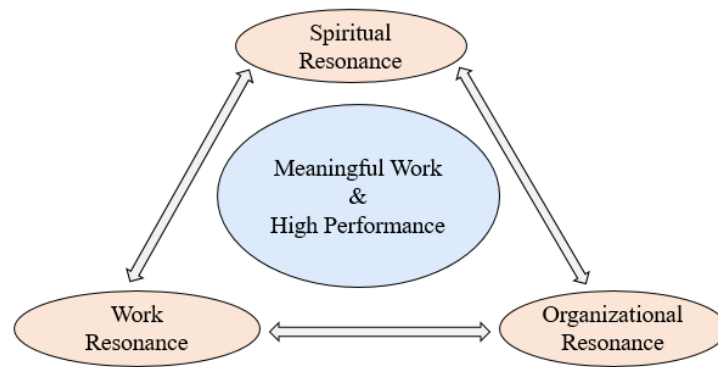 Spiritual
Resonance
Meaningful Work
&
High Performance
Work
Resonance
Organizational
Resonance